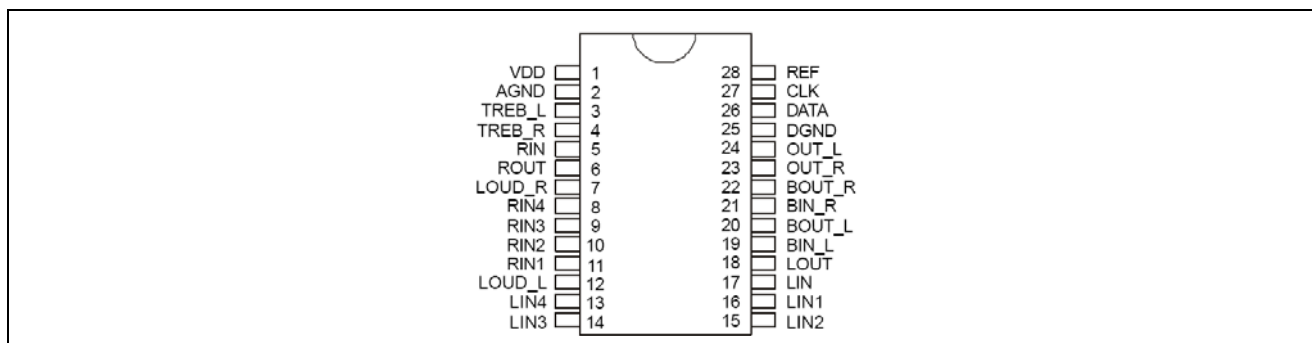 VDD 1 28 REF
AGND 2 27 CLK
TREB_L 3 26 DATA
TREB_R 4 25 DGND
RIN 5 24 OUT_L
ROUT 6 23 OUT_R
LOUD_R 7 22 BOUT_R
RIN4 8 21 BIN_R
RIN3 9 20 BOUT_L
RIN2 10 19 BIN_L
RIN1 11 18 LOUT
LOUD_L 12 17 LIN
LIN4 13 16 LIN1
LIN3 14 15 LIN2